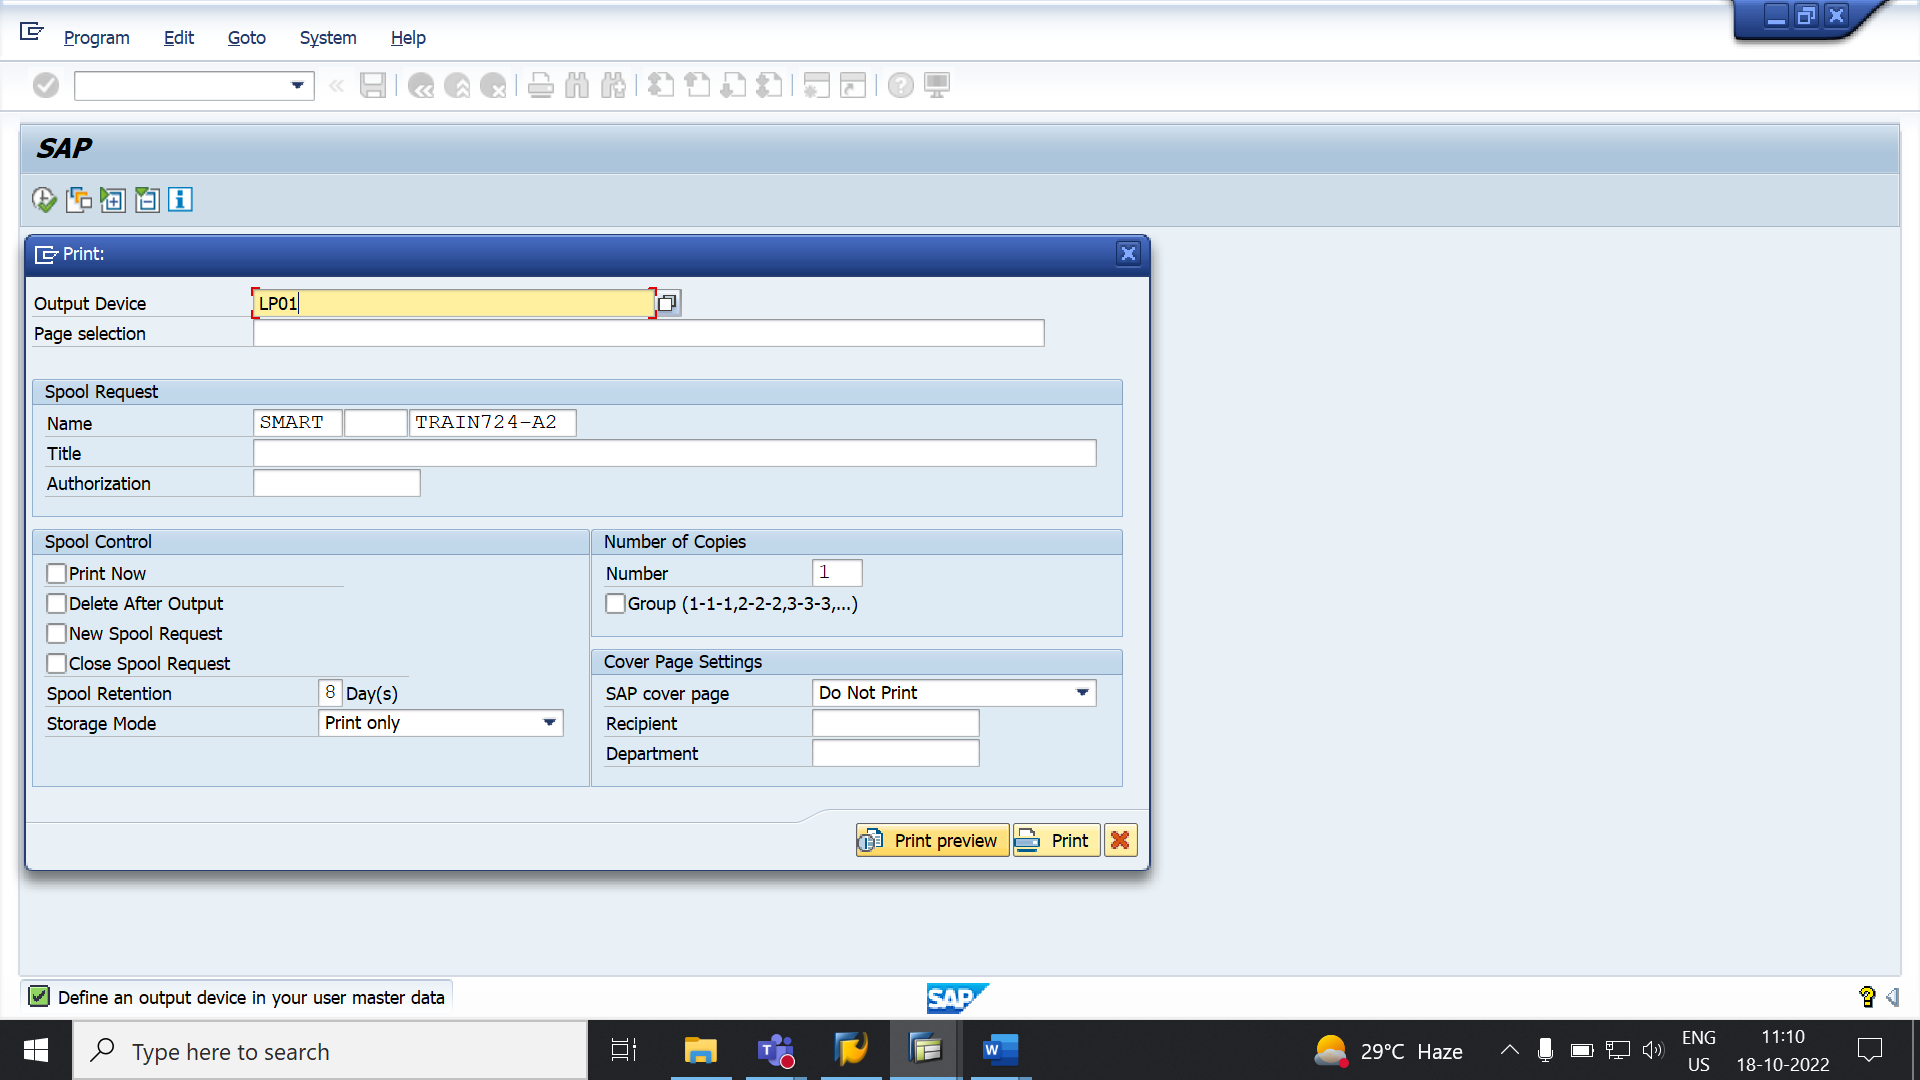 Program Edit Goto System Help
SAP
Print:
Output Device LP01
Page selection
Spool Request
Name SMART TRAIN724-A2
Title
Authorization
Spool Control
Print Now
Delete After Output
New Spool Request
Close Spool Request
Spool Retention 8 Day(s)
Storage Mode Print only
Number of Copies
Number 1
Group (1-1-1,2-2-2,3-3-3,...)
Cover Page Settings
SAP cover page Do Not Print
Recipient
Department
Print preview Print
Define an output device in your user master data
SAP
Type here to search
29°C Haze
ENG
US
11:10
18-10-2022